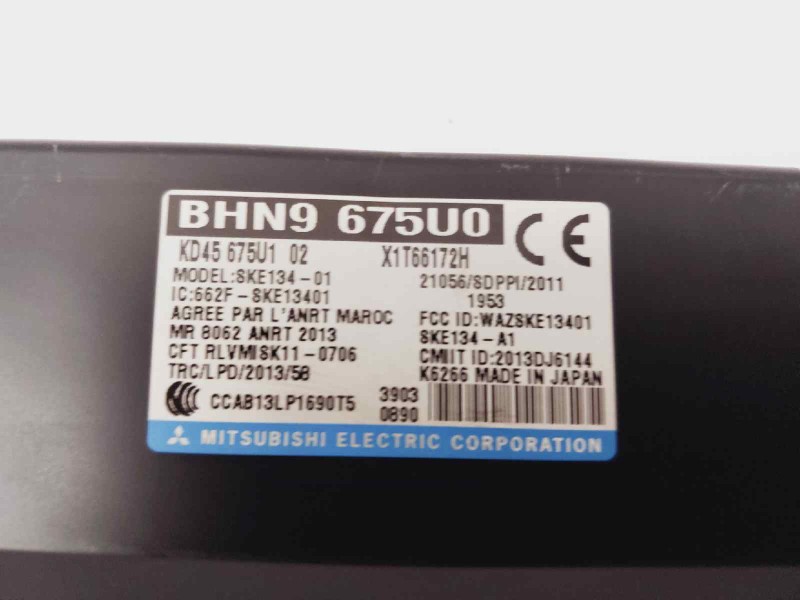 BHN9 675U0
CE
KD45 675U1 02 X1T66172H
MODEL:SKE134-01 21056/SDPPI/2011
IC:662F-SKE13401 1953
AGREE PAR L'ANRT MAROC FCC ID:WAZSKE13401
MR 8062 ANRT 2013 SKE134-A1
CFT RLVMISK11-0706 CMIIT ID:2013DJ6144
TRC/LPD/2013/58 K6266 MADE IN JAPAN
CCAB13LP1690T5 3903
0890
MITSUBISHI ELECTRIC CORPORATION